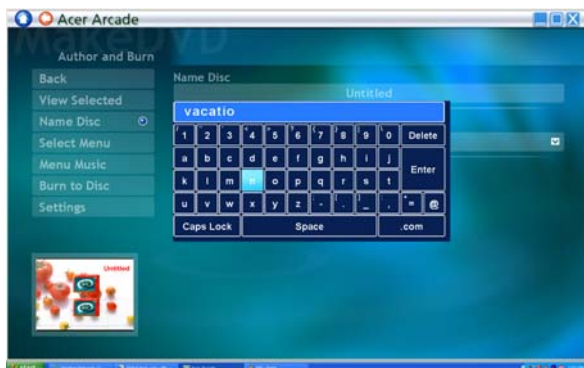 Acer Arcade
MakeDVD
Author and Burn
Back
View Selected
Name Disc
Select Menu
Menu Music
Burn to Disc
Settings
Untitled
Name Disc
Untitled
vacatio
1 2 3 4 5 6 7 8 9 0 Delete
a b c d e f g h i j
Enter
k l m n o p q r s t
u v w x y z - . _ , = @
Caps Lock Space .com